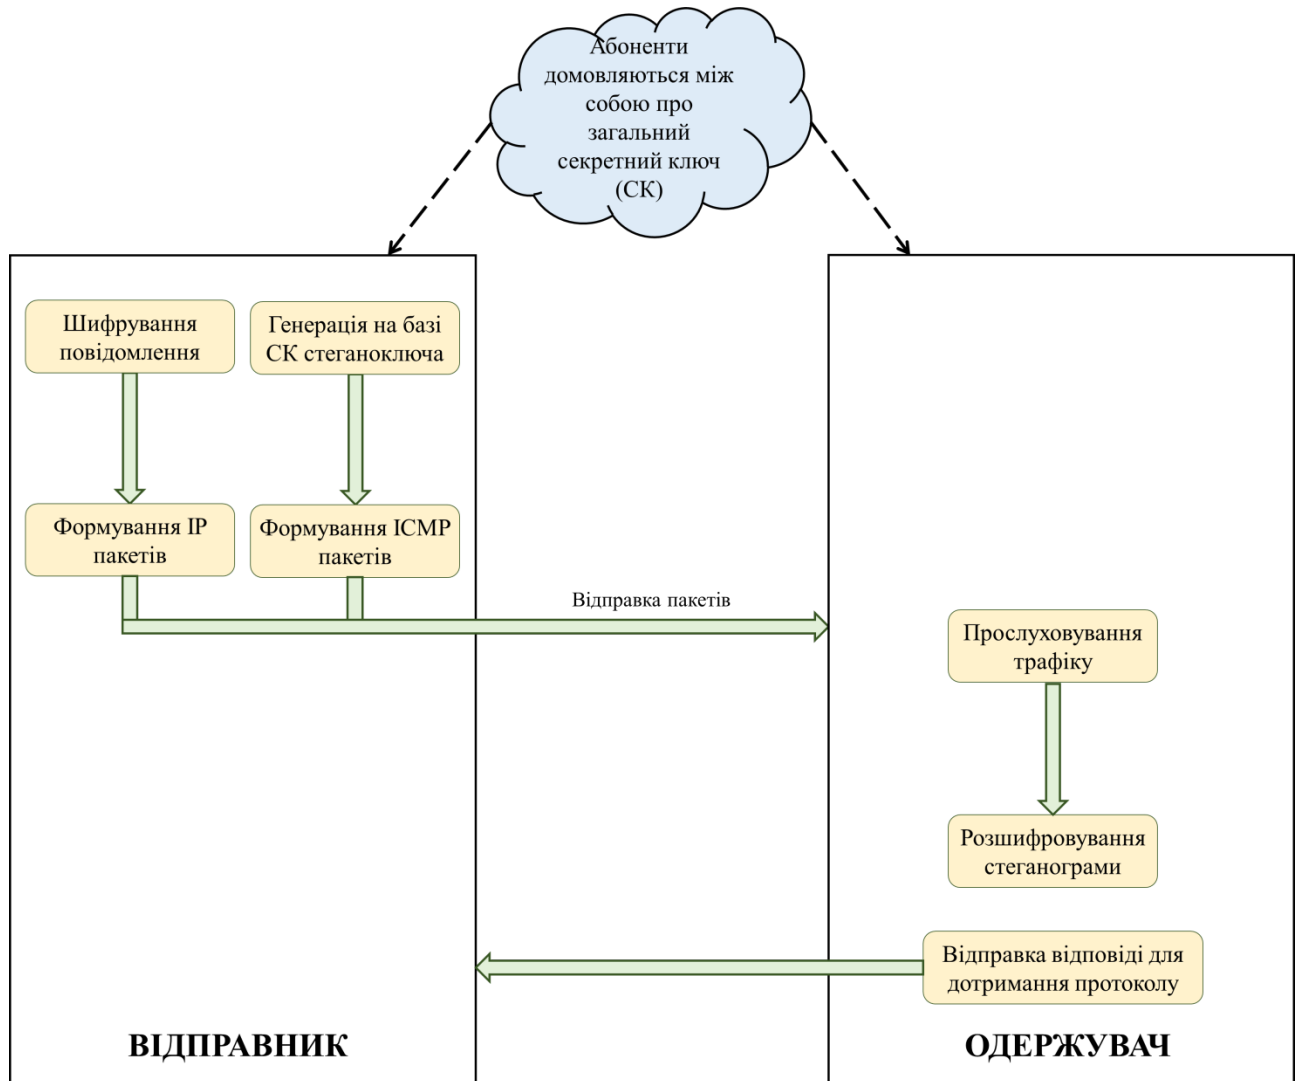 Абоненти
домовляються між
собою про
загальний
секретний ключ
(СК)
Шифрування
повідомлення
Генерація на базі
СК стеганоключа
Формування IP
пакетів
Формування ICMP
пакетів
Відправка пакетів
Прослуховування
трафіку
Розшифровування
стеганограми
Відправка відповіді для
дотримання протоколу
ВІДПРАВНИК
ОДЕРЖУВАЧ